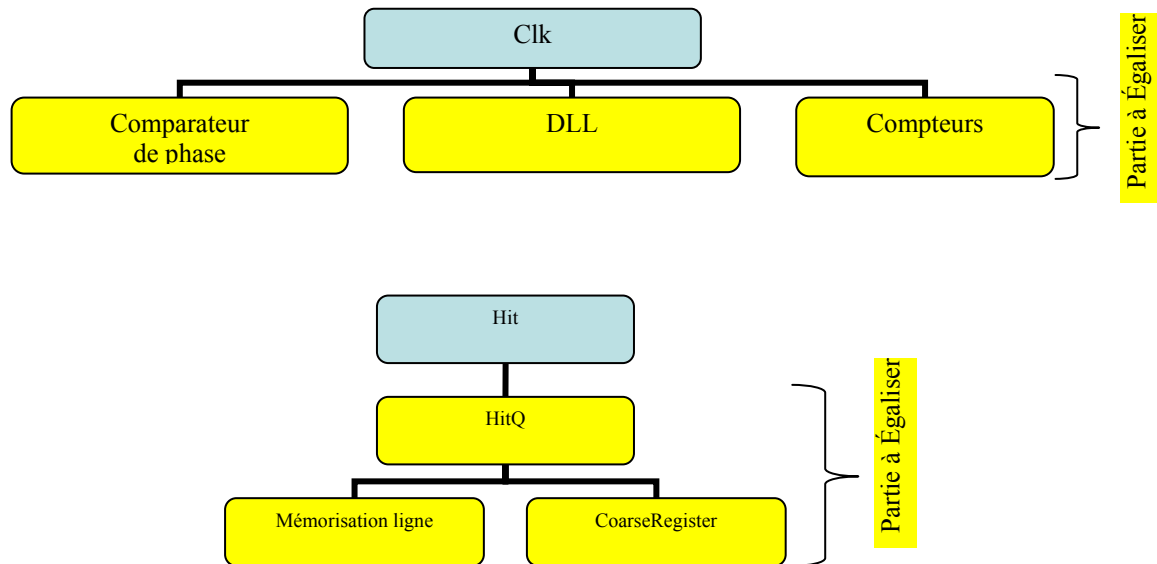 Clk
Comparateur
de phase
DLL
Compteurs
Partie à Égaliser
Hit
HitQ
Mémorisation ligne
CoarseRegister
Partie à Égaliser